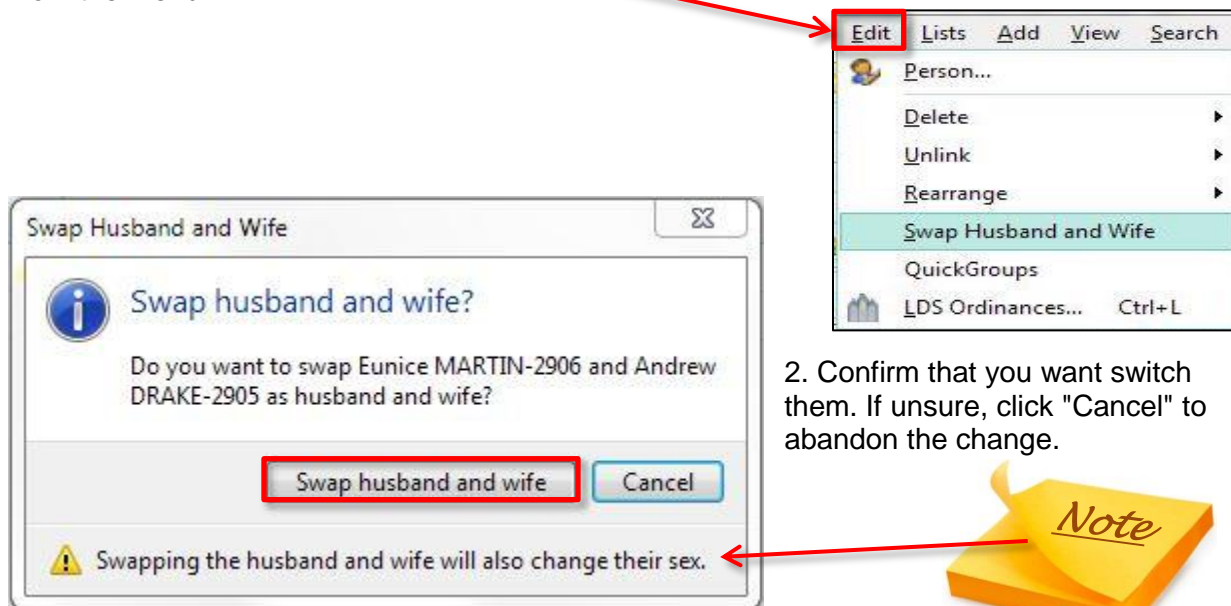 Edit Lists Add View Search
Person...
Delete
Unlink
Rearrange
Swap Husband and Wife
QuickGroups
LDS Ordinances... Ctrl+L
Swap Husband and Wife
Swap husband and wife?
Do you want to swap Eunice MARTIN-2906 and Andrew
DRAKE-2905 as husband and wife?
Swap husband and wife Cancel
Swapping the husband and wife will also change their sex.
2. Confirm that you want switch
them. If unsure, click "Cancel" to
abandon the change.
Note